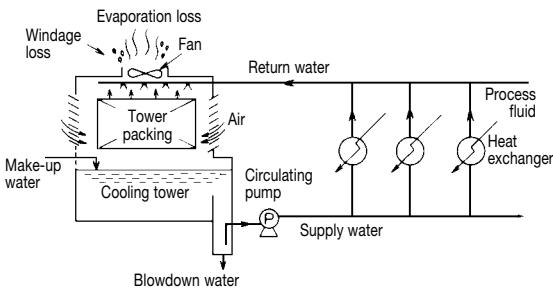 Evaporation loss
Windage
loss
Fan
Return water
Process
fluid
Tower
packing
Air
Heat
exchanger
Make-up
water
Circulating
pump
Cooling tower
P
Supply water
Blowdown water